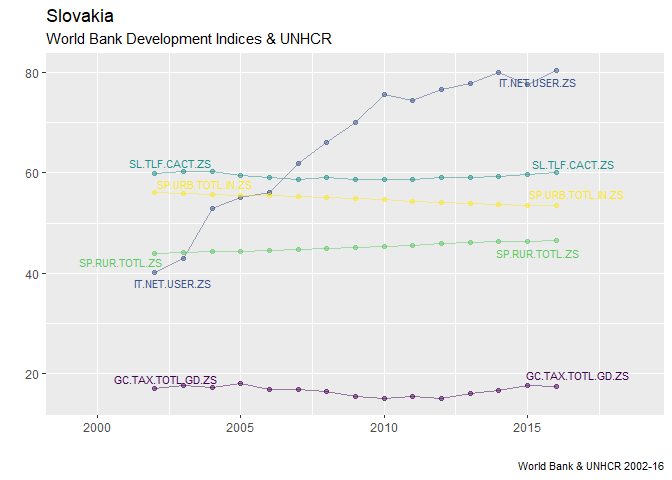 Slovakia
World Bank Development Indices & UNHCR
80
IT.NET.USER.ZS
SL.TLF.CACT.ZS
SL.TLF.CACT.ZS
60
SP.URB.TOTL.IN.ZS
SP.URB.TOTL.IN.ZS
SP.RUR.TOTL.ZS
SP.RUR.TOTL.ZS
40
IT.NET.USER.ZS
GC.TAX.TOTL.GD.ZS
GC.TAX.TOTL.GD.ZS
20
2000 2005 2010 2015
World Bank & UNHCR 2002-16